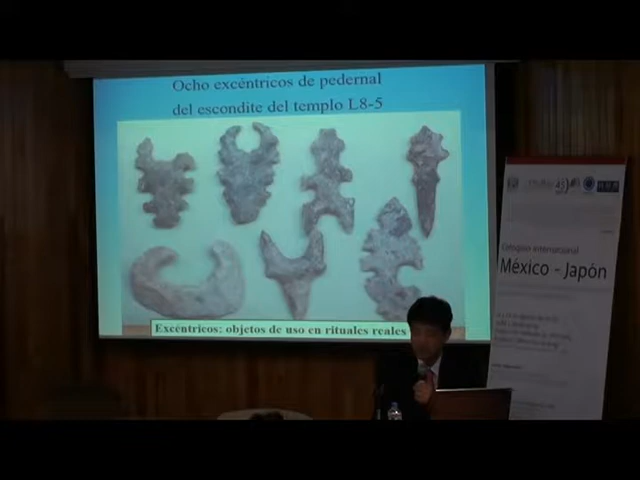 Ocho excéntricos de pedernal
del escondite del templo L8-5
Excéntricos: objetos de uso en rituales reales
Coloquio internacional
México - Japón